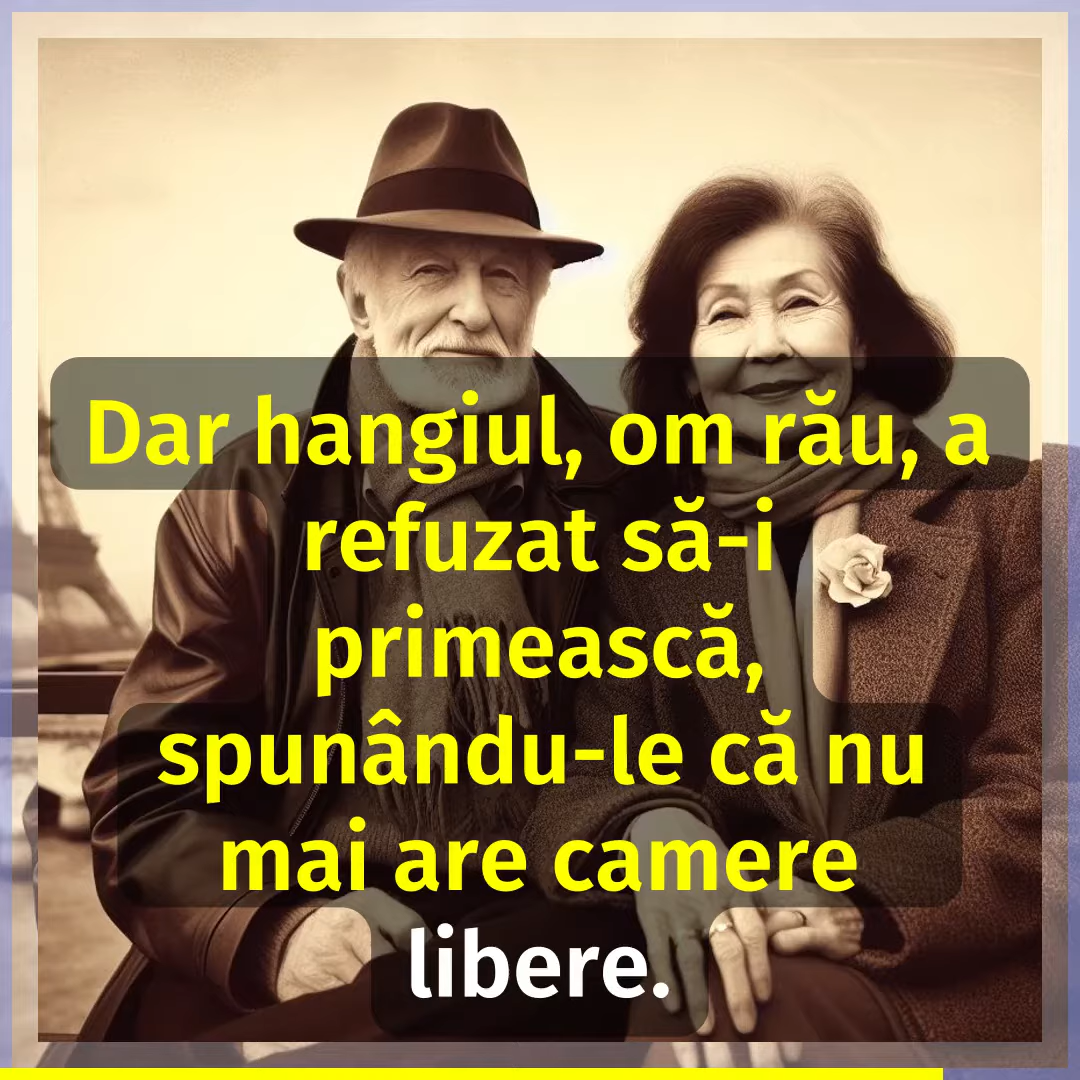 Dar hangiul, om rău, a
refuzat să-i
primească,
spunându-le că nu
mai are camere
libere.